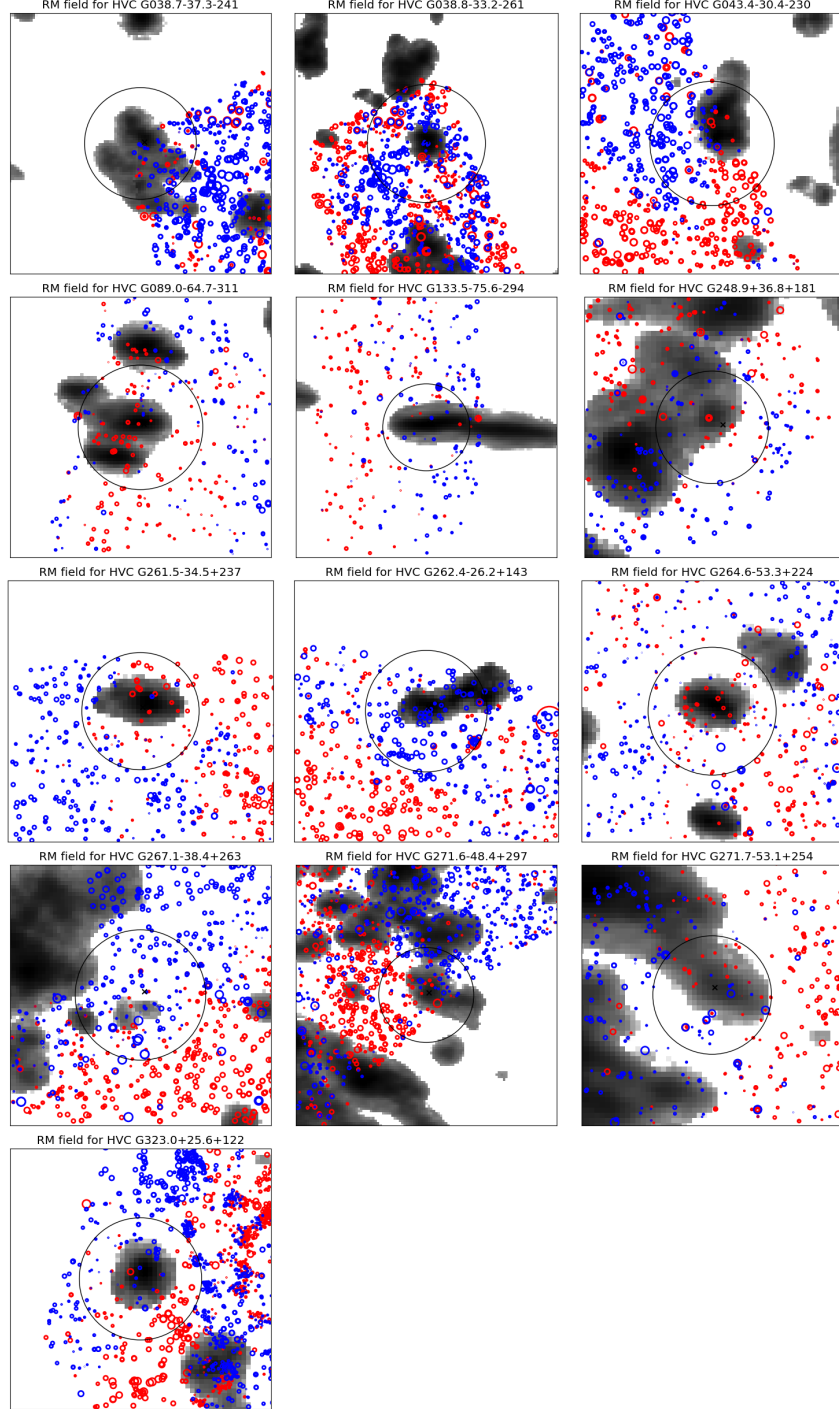 RM field for HVC G038.7-37.3-241
RM field for HVC G038.8-33.2-261
RM field for HVC G043.4-30.4-230
RM field for HVC G089.0-64.7-311
RM field for HVC G133.5-75.6-294
RM field for HVC G248.9+36.8+181
RM field for HVC G261.5-34.5+237
RM field for HVC G262.4-26.2+143
RM field for HVC G264.6-53.3+224
RM field for HVC G267.1-38.4+263
RM field for HVC G271.6-48.4+297
RM field for HVC G271.7-53.1+254
RM field for HVC G323.0+25.6+122